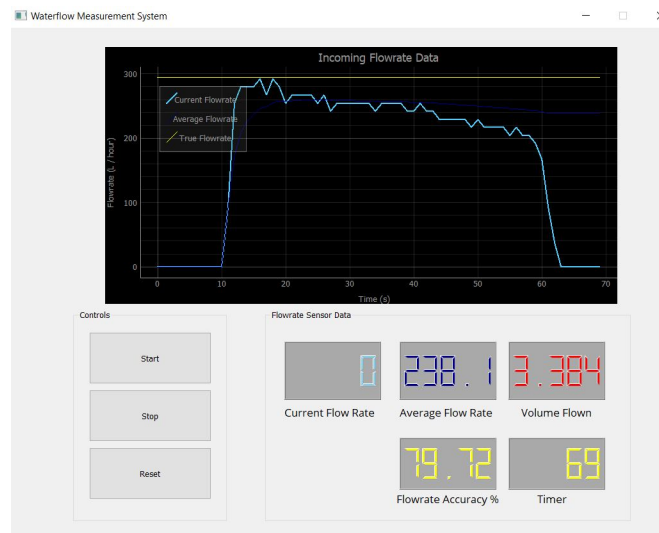 Waterflow Measurement System
Incoming Flowrate Data
300
200
100
0
Flowrate (L / hour)
Current Flowrate
Average Flowrate
True Flowrate
0 10 20 30 40 50 60 70
Time (s)
Controls
Start
Stop
Reset
Flowrate Sensor Data
0 238.1 3.384
Current Flow Rate Average Flow Rate Volume Flown
79.72 69
Flowrate Accuracy % Timer